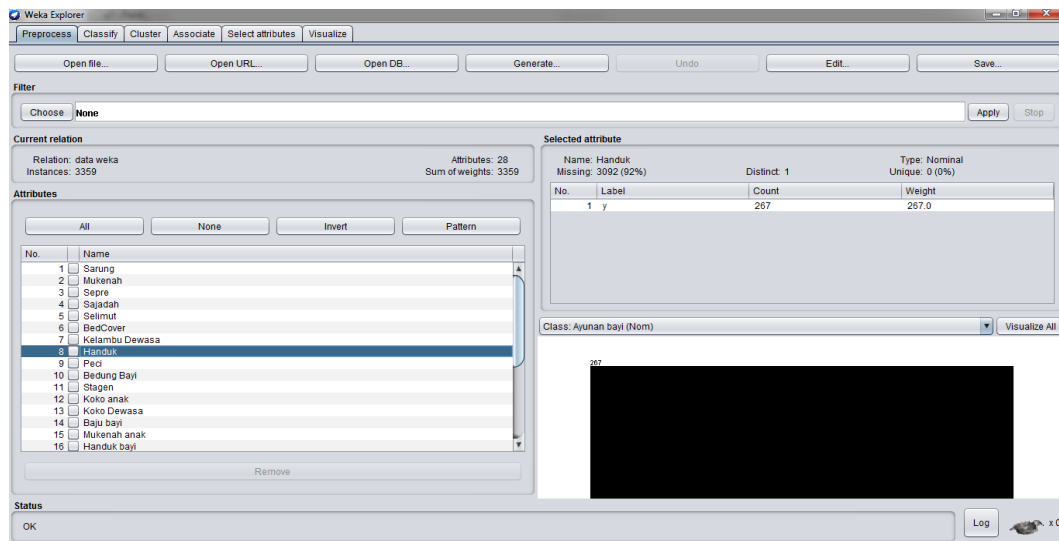 Weka Explorer
Preprocess Classify Cluster Associate Select attributes Visualize
Open file... Open URL... Open DB... Generate... Undo Edit... Save...
Filter
Choose None Apply Stop
Current relation
Relation: data weka Attributes: 28
Instances: 3359 Sum of weights: 3359
Attributes
All None Invert Pattern
No. Name
1 Sarung
2 Mukenah
3 Sepre
4 Sajadah
5 Selimut
6 BedCover
7 Kelambu Dewasa
8 Handuk
9 Peci
10 Bedung Bayi
11 Stagen
12 Koko anak
13 Koko Dewasa
14 Baju bayi
15 Mukenah anak
16 Handuk bayi
Remove
Selected attribute
Name: Handuk Type: Nominal
Missing: 3092 (92%) Distinct: 1 Unique: 0 (0%)
No. Label Count Weight
1 y 267 267.0
Class: Ayunan bayi (Nom) Visualize All
267
Status
OK Log x 0